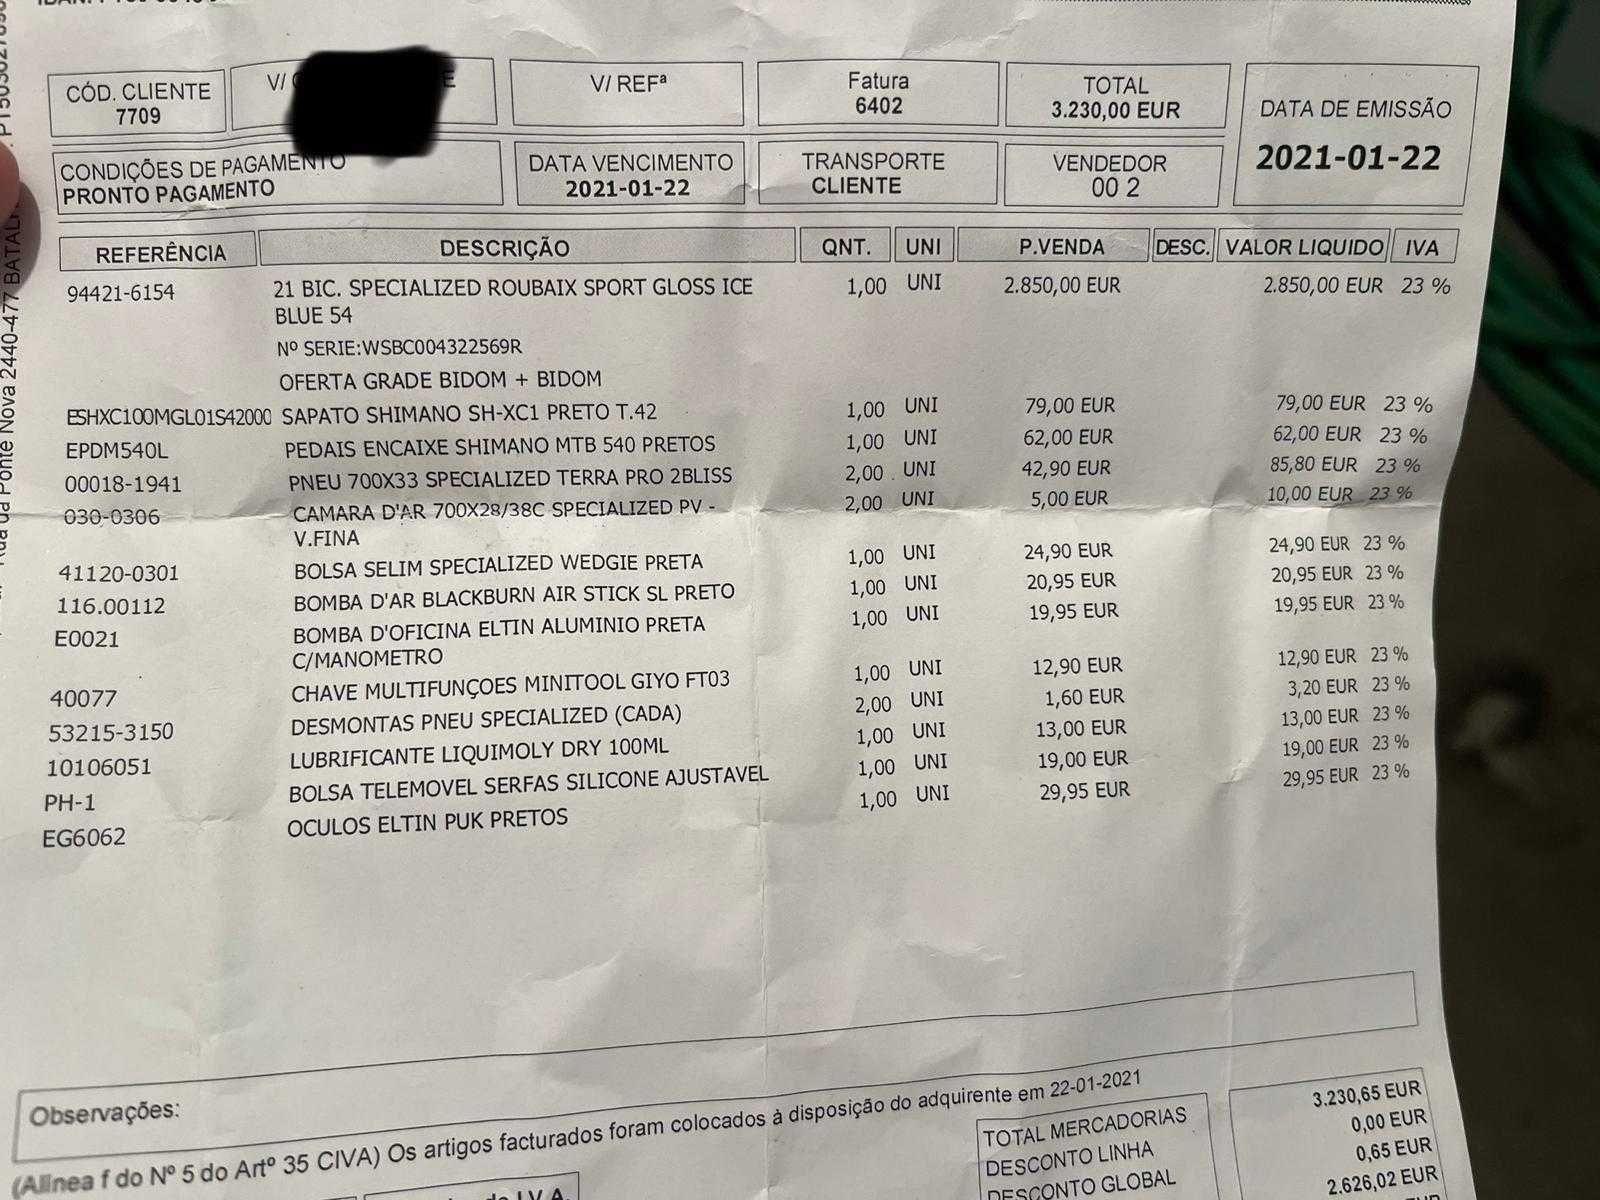 CÓD. CLIENTE
7709
V/
V/ REFª
Fatura
6402
TOTAL
3.230,00 EUR
DATA DE EMISSÃO
2021-01-22
CONDIÇÕES DE PAGAMENTO
PRONTO PAGAMENTO
DATA VENCIMENTO
2021-01-22
TRANSPORTE
CLIENTE
VENDEDOR
00 2
Rua da Ponte Nova 2440-477 BATALH
REFERÊNCIA DESCRIÇÃO QNT. UNI P.VENDA DESC. VALOR LIQUIDO IVA
94421-6154 21 BIC. SPECIALIZED ROUBAIX SPORT GLOSS ICE 1,00 UNI 2.850,00 EUR 2.850,00 EUR 23 %
BLUE 54
Nº SERIE:WSBC004322569R
OFERTA GRADE BIDOM + BIDOM
ESHXC100MGL01S42000 SAPATO SHIMANO SH-XC1 PRETO T.42 1,00 UNI 79,00 EUR 79,00 EUR 23 %
EPDM540L PEDAIS ENCAIXE SHIMANO MTB 540 PRETOS 1,00 UNI 62,00 EUR 62,00 EUR 23 %
00018-1941 PNEU 700X33 SPECIALIZED TERRA PRO 2BLISS 2,00 UNI 42,90 EUR 85,80 EUR 23 %
030-0306 CAMARA D'AR 700X28/38C SPECIALIZED PV - 2,00 UNI 5,00 EUR 10,00 EUR 23 %
V.FINA
41120-0301 BOLSA SELIM SPECIALIZED WEDGIE PRETA 1,00 UNI 24,90 EUR 24,90 EUR 23 %
116.00112 BOMBA D'AR BLACKBURN AIR STICK SL PRETO 1,00 UNI 20,95 EUR 20,95 EUR 23 %
E0021 BOMBA D'OFICINA ELTIN ALUMINIO PRETA 1,00 UNI 19,95 EUR 19,95 EUR 23 %
C/MANOMETRO
40077 CHAVE MULTIFUNÇOES MINITOOL GIYO FT03 1,00 UNI 12,90 EUR 12,90 EUR 23 %
53215-3150 DESMONTAS PNEU SPECIALIZED (CADA) 2,00 UNI 1,60 EUR 3,20 EUR 23 %
10106051 LUBRIFICANTE LIQUIMOLY DRY 100ML 1,00 UNI 13,00 EUR 13,00 EUR 23 %
PH-1 BOLSA TELEMOVEL SERFAS SILICONE AJUSTAVEL 1,00 UNI 19,00 EUR 19,00 EUR 23 %
EG6062 OCULOS ELTIN PUK PRETOS 1,00 UNI 29,95 EUR 29,95 EUR 23 %
Observações:
(Alínea f do Nº 5 do Artº 35 CIVA) Os artigos facturados foram colocados à disposição do adquirente em 22-01-2021
TOTAL MERCADORIAS 3.230,65 EUR
DESCONTO LINHA 0,00 EUR
DESCONTO GLOBAL 0,65 EUR
2.626,02 EUR
I.V.A.